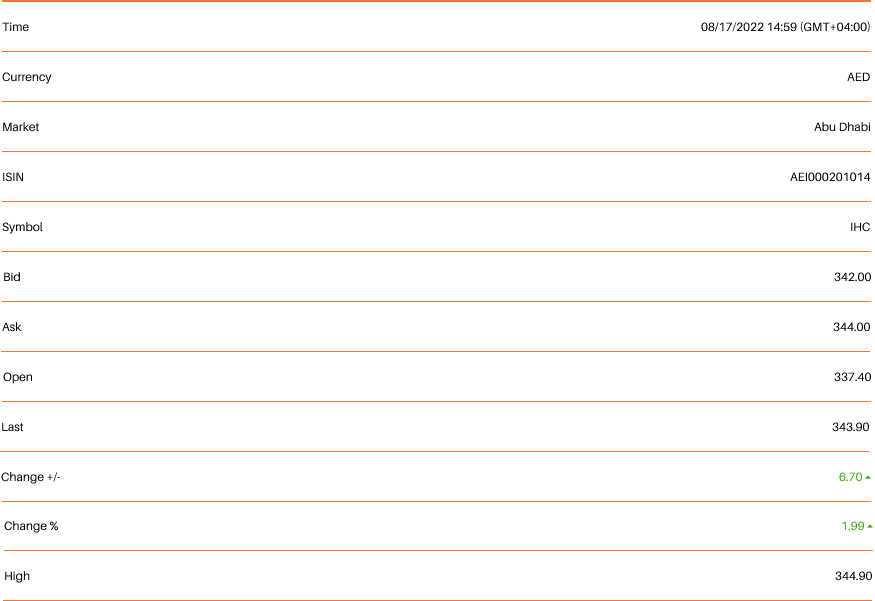 Time 08/17/2022 14:59 (GMT+04:00)
Currency AED
Market Abu Dhabi
ISIN AEI000201014
Symbol IHC
Bid 342.00
Ask 344.00
Open 337.40
Last 343.90
Change +/- 6.70
Change % 1.99
High 344.90